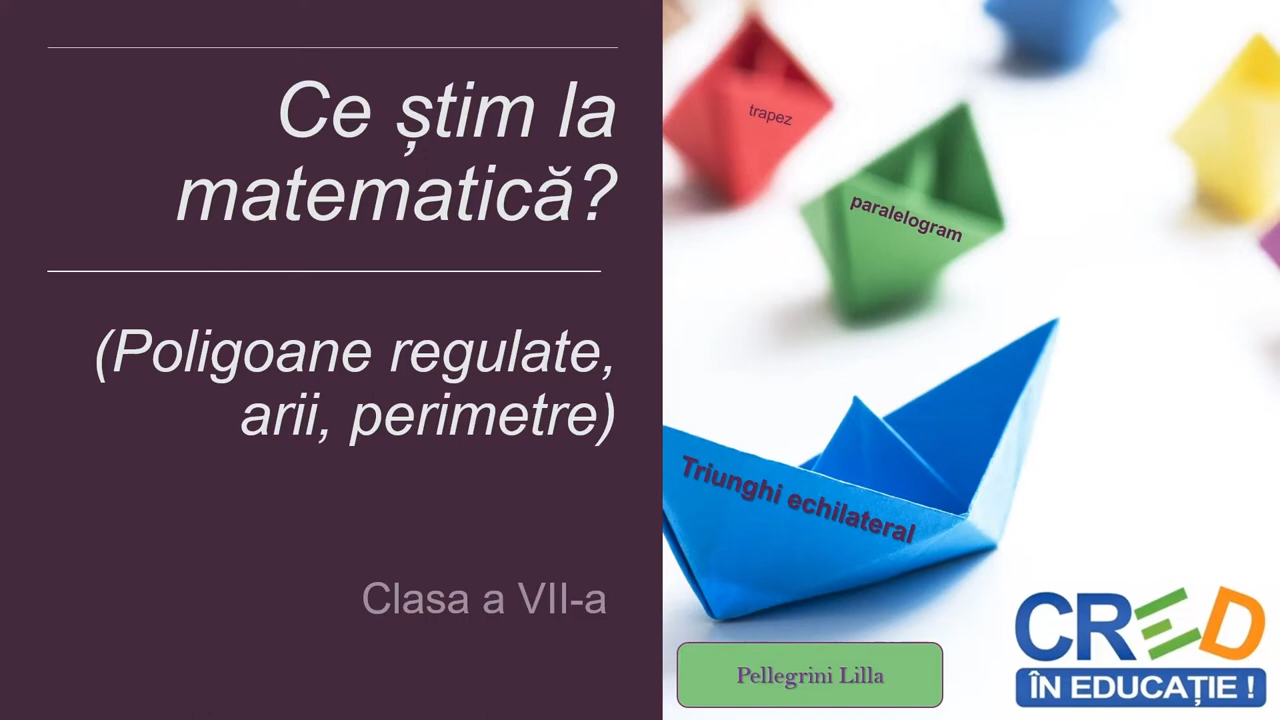 Ce știm la
matematică?
(Poligoane regulate,
arii, perimetre)
Clasa a VII-a
trapez
paralelogram
Triunghi echilateral
Pellegrini Lilla
CRED
ÎN EDUCAȚIE !